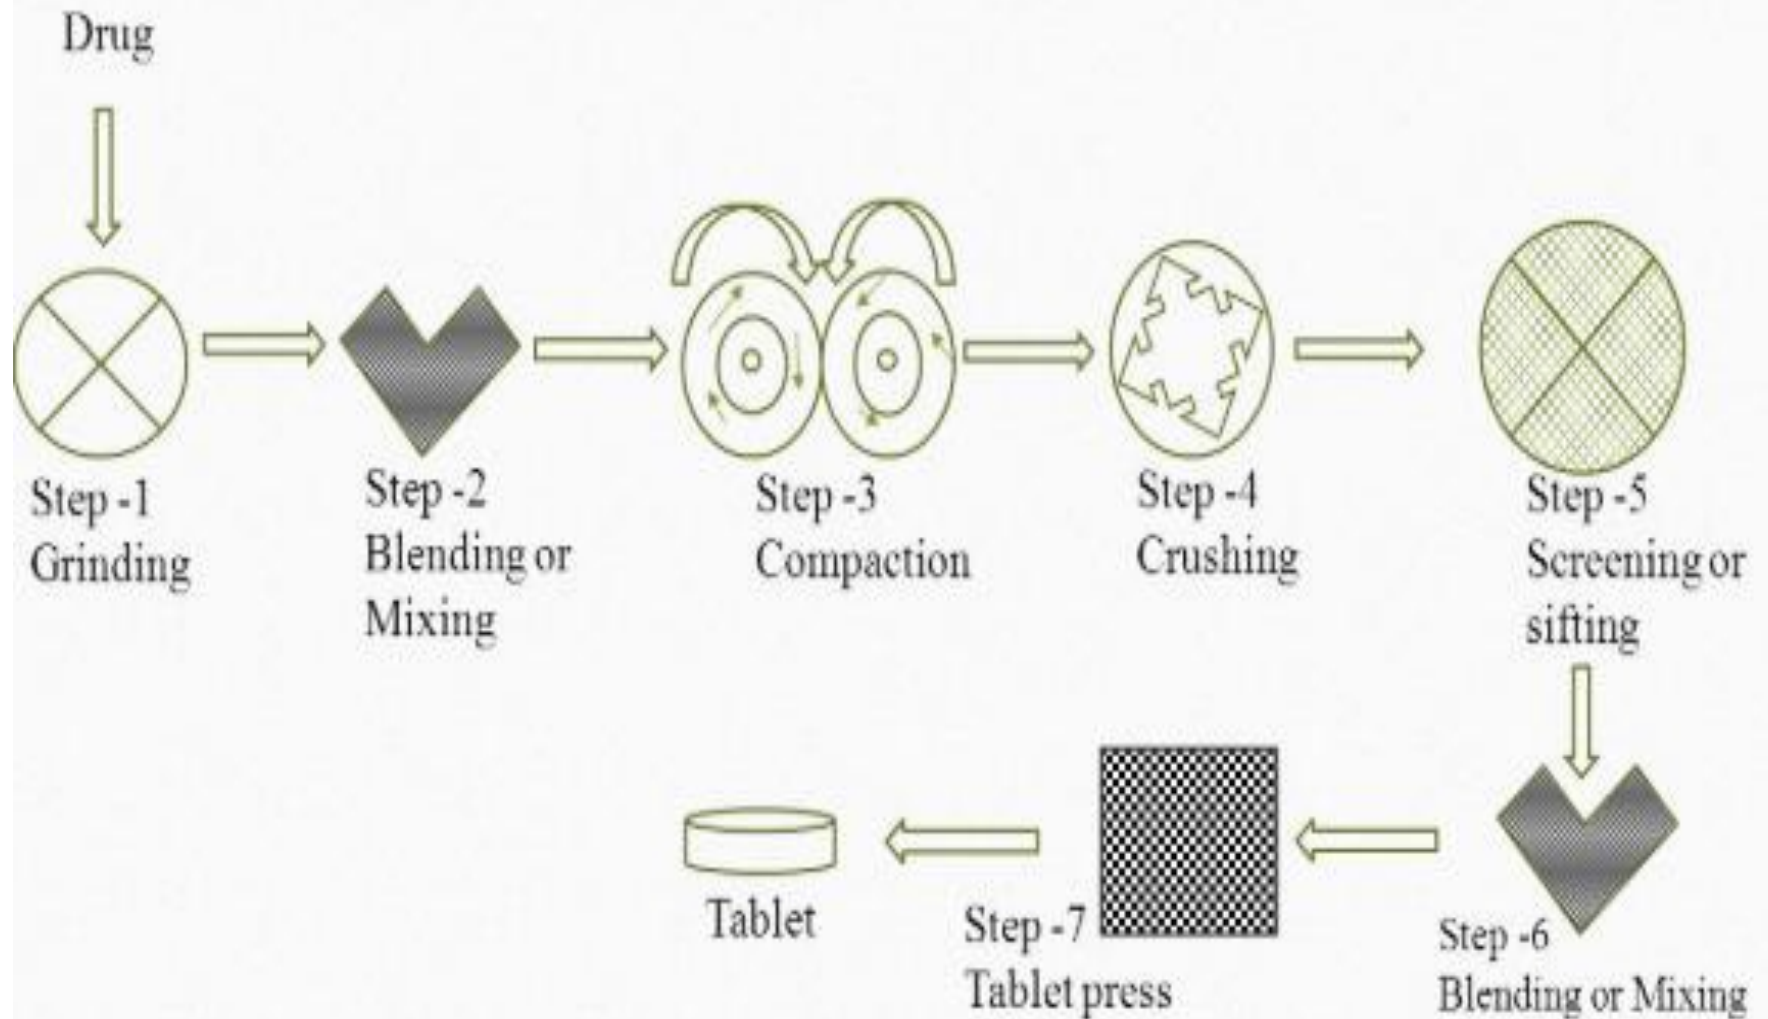 Drug
Step -1
Grinding
Step -2
Blending or
Mixing
Step -3
Compaction
Step -4
Crushing
Step -5
Screening or
sifting
Step -6
Blending or Mixing
Step -7
Tablet press
Tablet